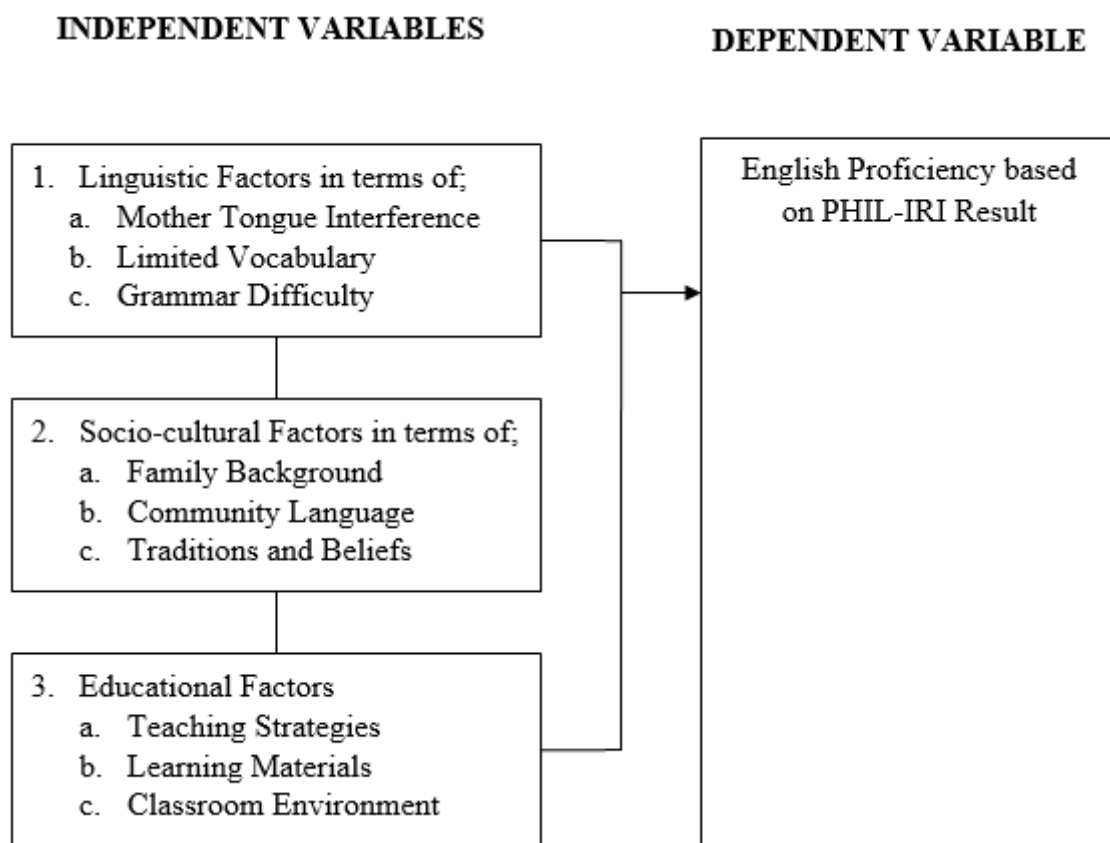 INDEPENDENT VARIABLES
DEPENDENT VARIABLE
1. Linguistic Factors in terms of;
a. Mother Tongue Interference
b. Limited Vocabulary
c. Grammar Difficulty
2. Socio-cultural Factors in terms of;
a. Family Background
b. Community Language
c. Traditions and Beliefs
3. Educational Factors
a. Teaching Strategies
b. Learning Materials
c. Classroom Environment
English Proficiency based
on PHIL-IRI Result